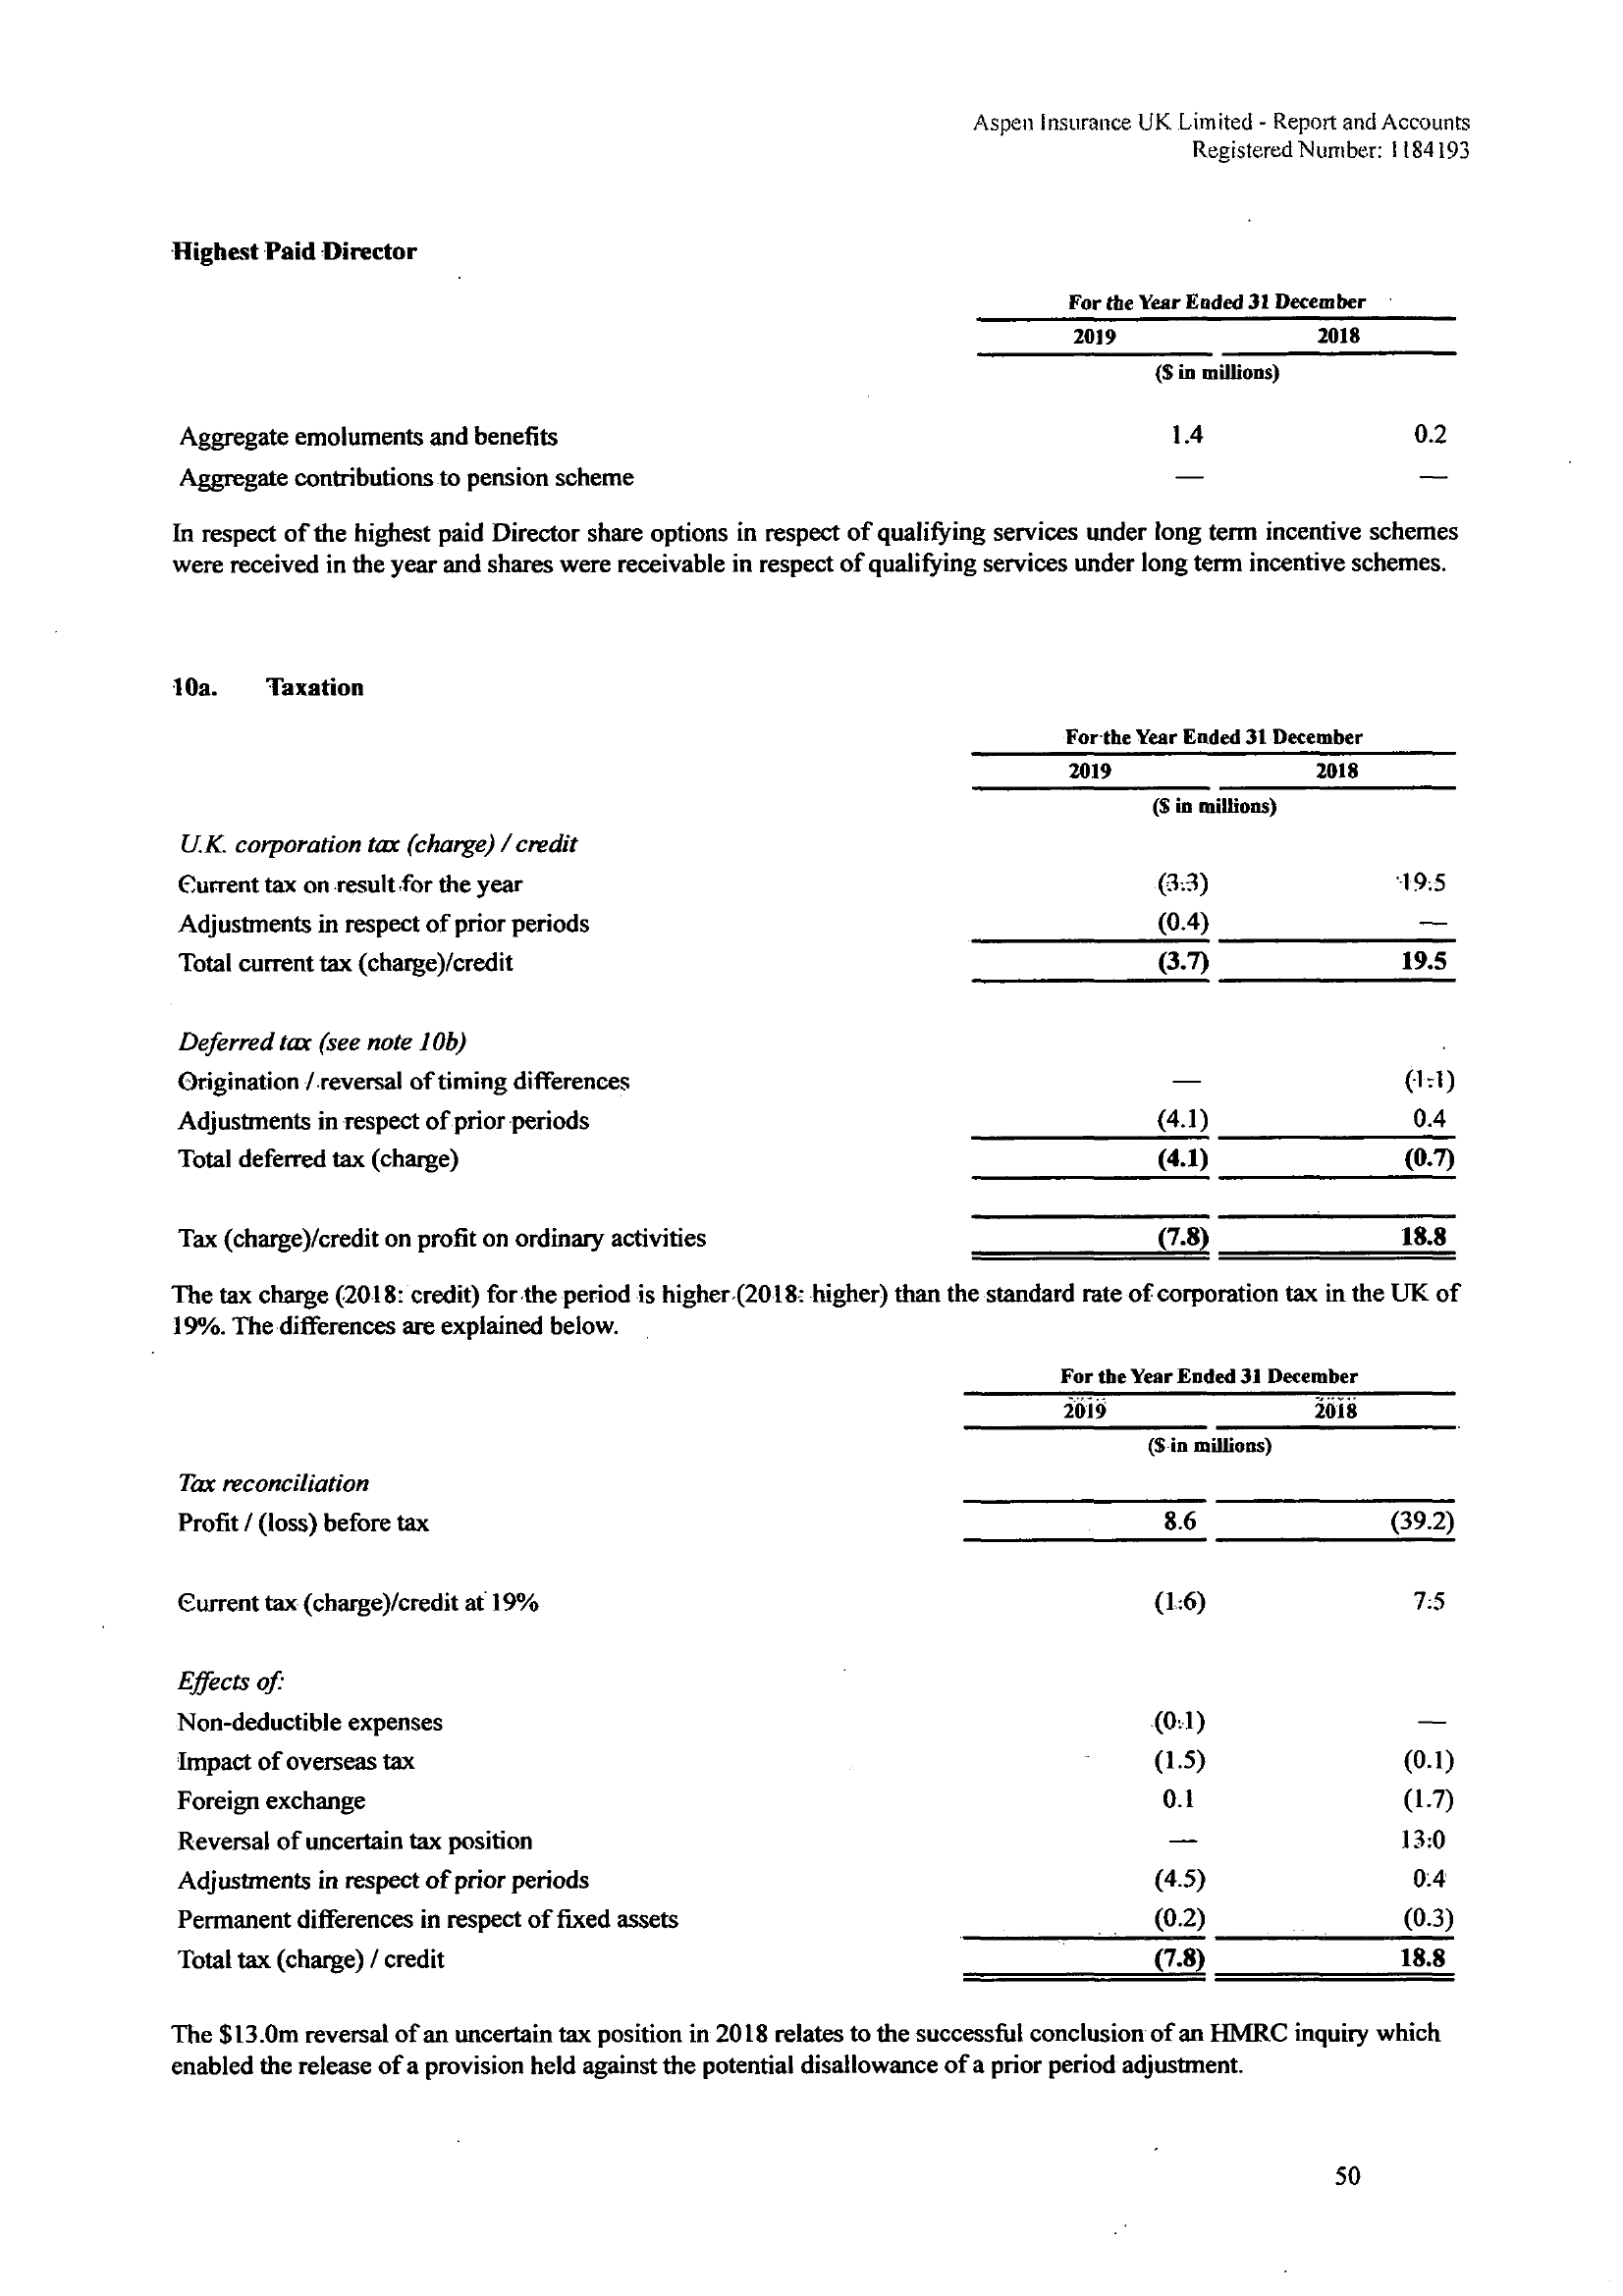 Aspen Insurance UK Limited - Report and Accounts
Registered Number: 1184193
Highest Paid Director
For the Year Ended 31 December
2019 2018
($ in millions)
Aggregate emoluments and benefits 1.4 0.2
Aggregate contributions to pension scheme — —
In respect of the highest paid Director share options in respect of qualifying services under long term incentive schemes
were received in the year and shares were receivable in respect of qualifying services under long term incentive schemes.
10a. Taxation
For the Year Ended 31 December
2019 2018
($ in millions)
U.K. corporation tax (charge) / credit
Current tax on result for the year (3.3) 19.5
Adjustments in respect of prior periods (0.4) —
Total current tax (charge)/credit (3.7) 19.5
Deferred tax (see note 10b)
Origination / reversal of timing differences — (1.1)
Adjustments in respect of prior periods (4.1) 0.4
Total deferred tax (charge) (4.1) (0.7)
Tax (charge)/credit on profit on ordinary activities (7.8) 18.8
The tax charge (2018: credit) for the period is higher (2018: higher) than the standard rate of corporation tax in the UK of
19%. The differences are explained below.
For the Year Ended 31 December
2019 2018
($ in millions)
Tax reconciliation
Profit / (loss) before tax 8.6 (39.2)
Current tax (charge)/credit at 19% (1.6) 7.5
Effects of:
Non-deductible expenses (0.1) —
Impact of overseas tax (1.5) (0.1)
Foreign exchange 0.1 (1.7)
Reversal of uncertain tax position — 13.0
Adjustments in respect of prior periods (4.5) 0.4
Permanent differences in respect of fixed assets (0.2) (0.3)
Total tax (charge) / credit (7.8) 18.8
The $13.0m reversal of an uncertain tax position in 2018 relates to the successful conclusion of an HMRC inquiry which
enabled the release of a provision held against the potential disallowance of a prior period adjustment.
50